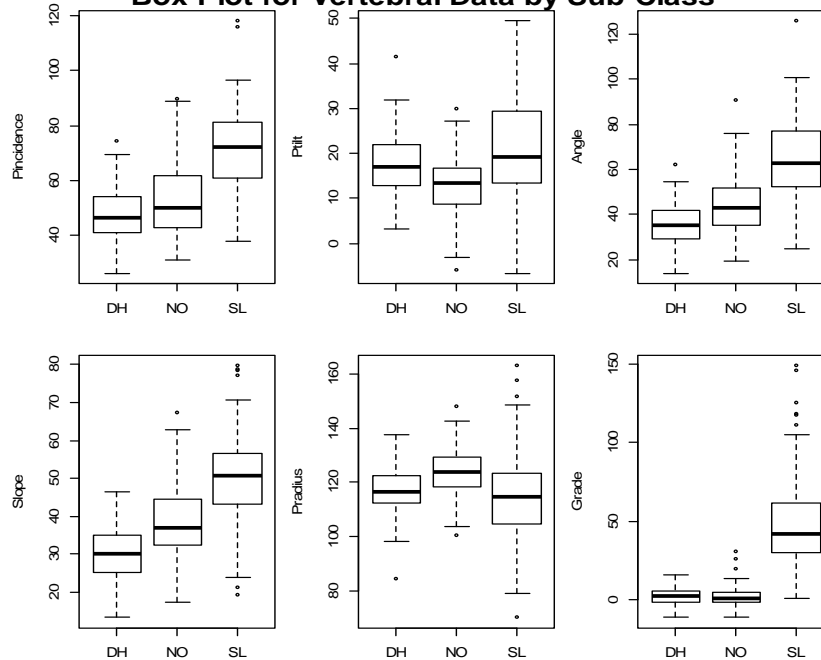 Box Plot for Vertebral Data by Sub Class
Pincidence
120
100
80
60
40
DH NO SL
Ptilt
50
40
30
20
10
0
DH NO SL
Angle
120
100
80
60
40
20
DH NO SL
Slope
80
70
60
50
40
30
20
DH NO SL
Pradius
160
140
120
100
80
DH NO SL
Grade
150
100
50
0
DH NO SL